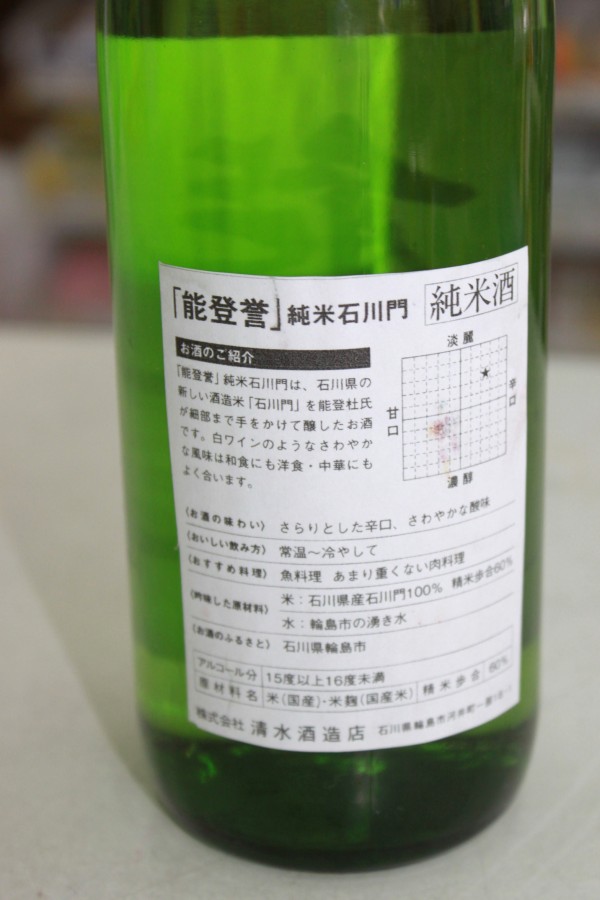 「能登誉」純米石川門 純米酒
お酒のご紹介
「能登誉」純米石川門は、石川県の
新しい酒造米「石川門」を能登杜氏
が細部まで手をかけて醸したお酒
です。白ワインのようなさわやか
な風味は和食にも洋食・中華にも
よく合います。
淡麗
辛口
甘口
濃醇
〈お酒の味わい〉 さらりとした辛口、さわやかな酸味
〈おいしい飲み方〉 常温〜冷やして
〈おすすめ料理〉 魚料理 あまり重くない肉料理
〈吟味した原材料〉 米：石川県産石川門100% 精米歩合60%
水：輪島市の湧き水
〈お酒のふるさと〉 石川県輪島市
アルコール分 15度以上16度未満
原材料名 米(国産)・米麹(国産米) 精米歩合 60%
株式会社 清水酒造店 石川県輪島市河井町